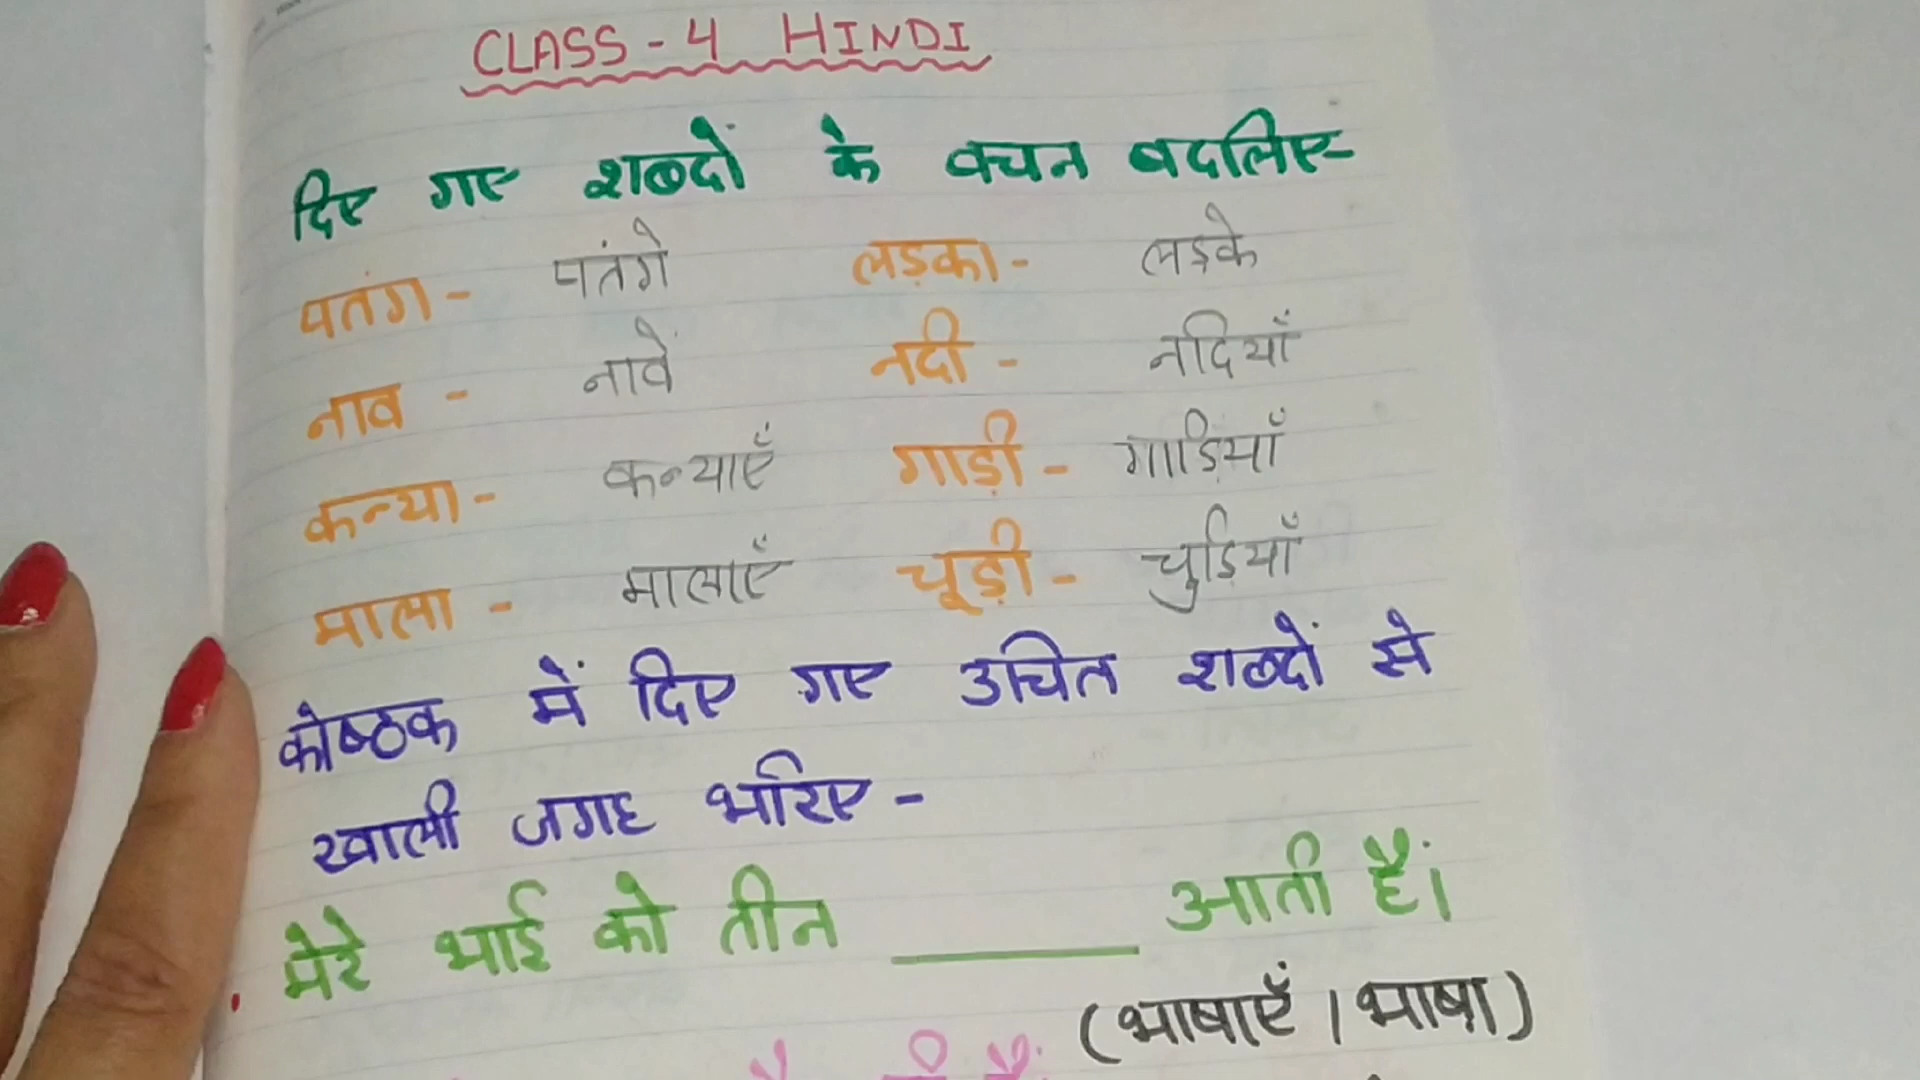 CLASS - 4 HINDI
दिए गए शब्दों के वचन बदलिए-
पतंग - पतंगे लड़का - लडके
नाव - नावें नदी - नदियाँ
कन्या - कन्याएँ गाड़ी - गाडियाँ
माला - मालाएँ चूड़ी - चुडियाँ
कोष्ठक में दिए गए उचित शब्दों से
खाली जगह भरिए -
मेरे भाई को तीन ______ आती हैं।
(भाषाएँ / भाषा)